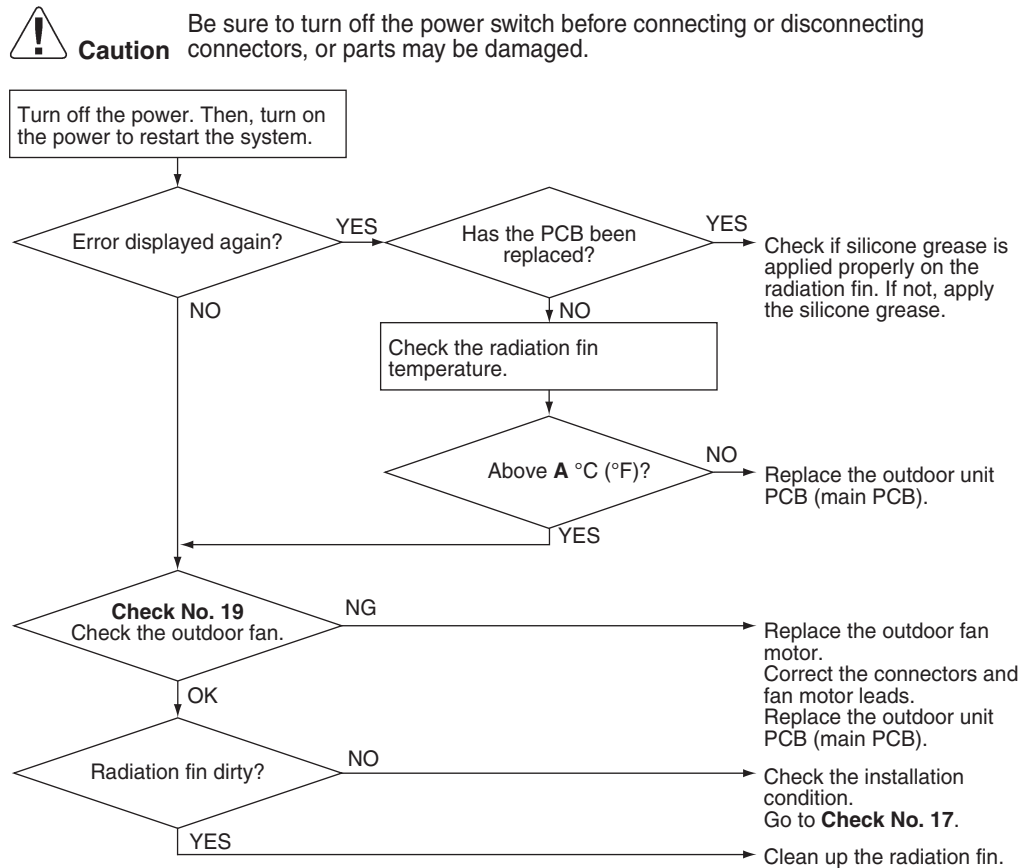 Be sure to turn off the power switch before connecting or disconnecting
Caution connectors, or parts may be damaged.
Turn off the power. Then, turn on
the power to restart the system.
Error displayed again?
YES
Has the PCB been
replaced?
YES
Check if silicone grease is
applied properly on the
radiation fin. If not, apply
the silicone grease.
NO
NO
Check the radiation fin
temperature.
Above A °C (°F)?
NO
Replace the outdoor unit
PCB (main PCB).
YES
Check No. 19
Check the outdoor fan.
NG
Replace the outdoor fan
motor.
Correct the connectors and
fan motor leads.
Replace the outdoor unit
PCB (main PCB).
OK
Radiation fin dirty?
NO
Check the installation
condition.
Go to Check No. 17.
YES
Clean up the radiation fin.